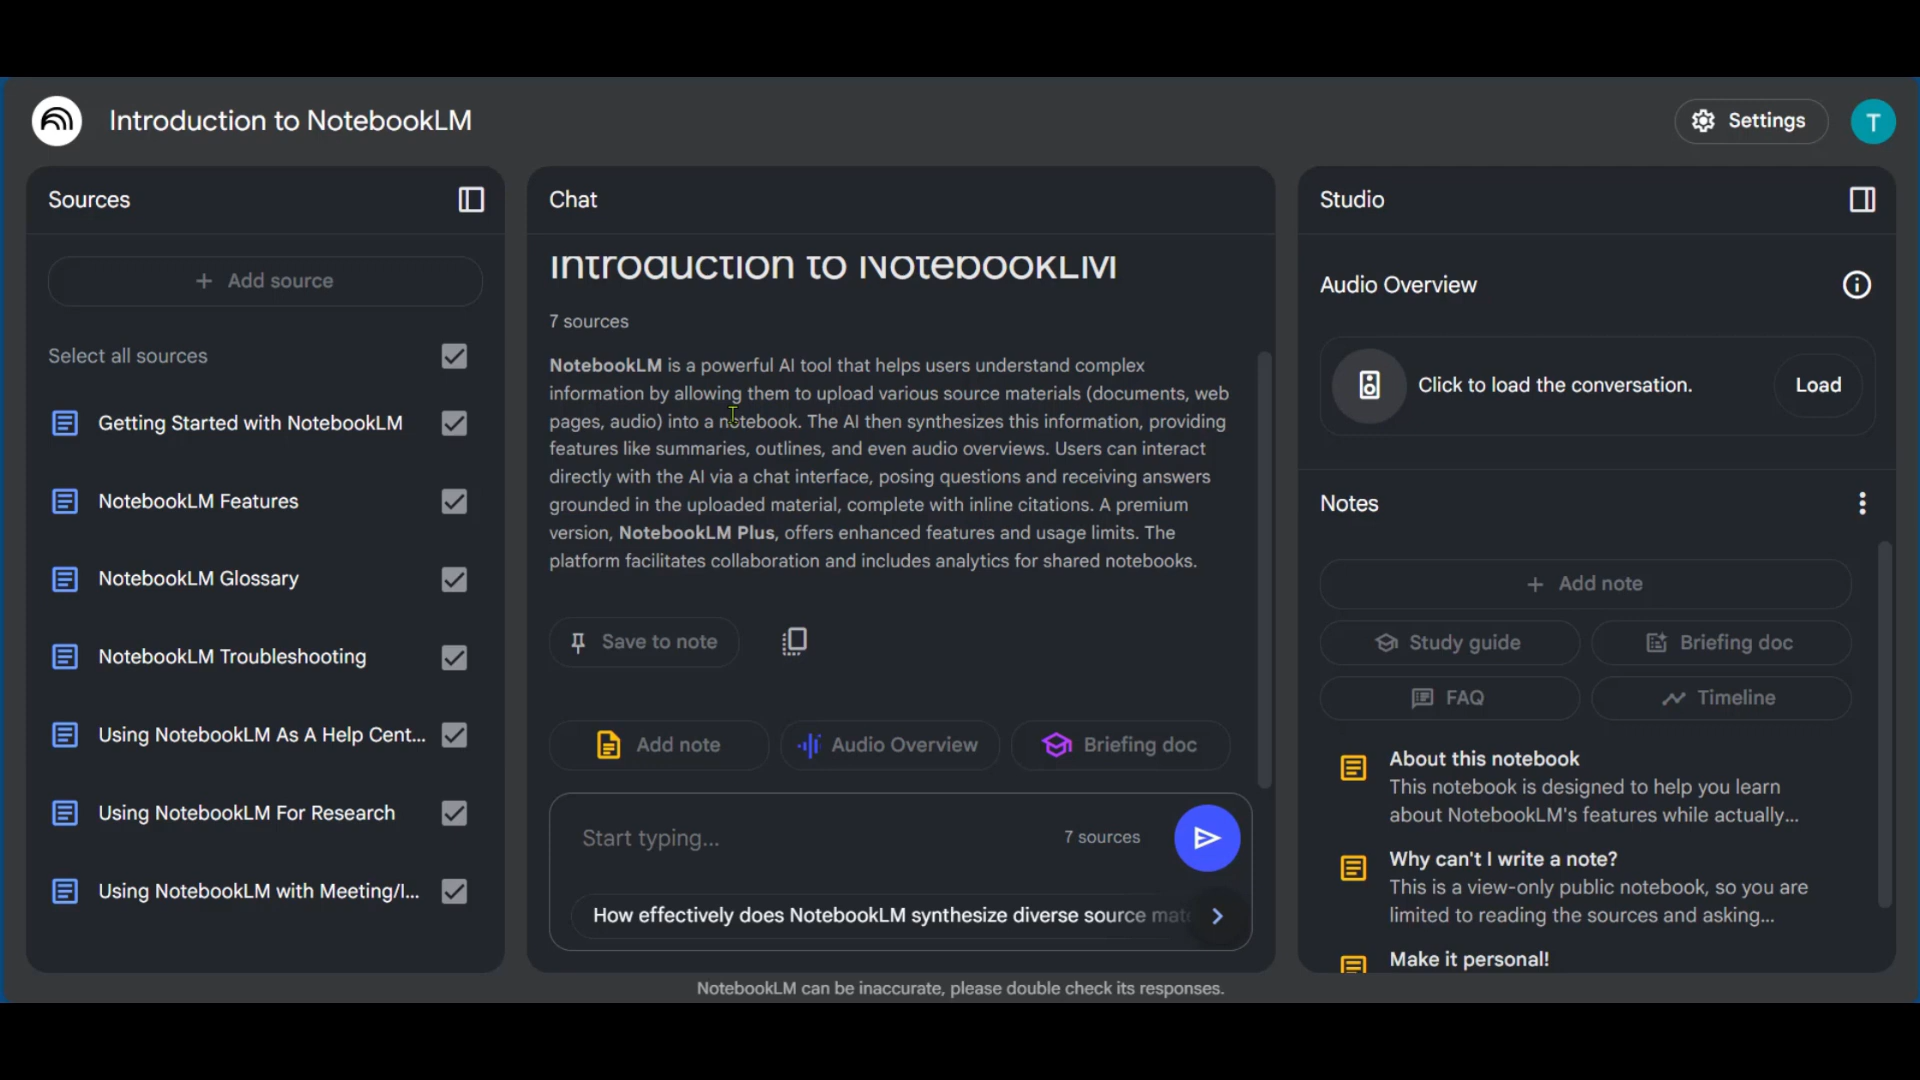 Introduction to NotebookLM
Settings
T
Sources
Add source
Select all sources
Getting Started with NotebookLM
NotebookLM Features
NotebookLM Glossary
NotebookLM Troubleshooting
Using NotebookLM As A Help Cent...
Using NotebookLM For Research
Using NotebookLM with Meeting/I...
Chat
Introduction to NotebookLM
7 sources
NotebookLM is a powerful AI tool that helps users understand complex
information by allowing them to upload various source materials (documents, web
pages, audio) into a notebook. The AI then synthesizes this information, providing
features like summaries, outlines, and even audio overviews. Users can interact
directly with the AI via a chat interface, posing questions and receiving answers
grounded in the uploaded material, complete with inline citations. A premium
version, NotebookLM Plus, offers enhanced features and usage limits. The
platform facilitates collaboration and includes analytics for shared notebooks.
Save to note
Add note
Audio Overview
Briefing doc
Start typing...
7 sources
How effectively does NotebookLM synthesize diverse source mat
Studio
Audio Overview
Click to load the conversation.
Load
Notes
Add note
Study guide
Briefing doc
FAQ
Timeline
About this notebook
This notebook is designed to help you learn
about NotebookLM's features while actually...
Why can't I write a note?
This is a view-only public notebook, so you are
limited to reading the sources and asking...
Make it personal!
NotebookLM can be inaccurate, please double check its responses.